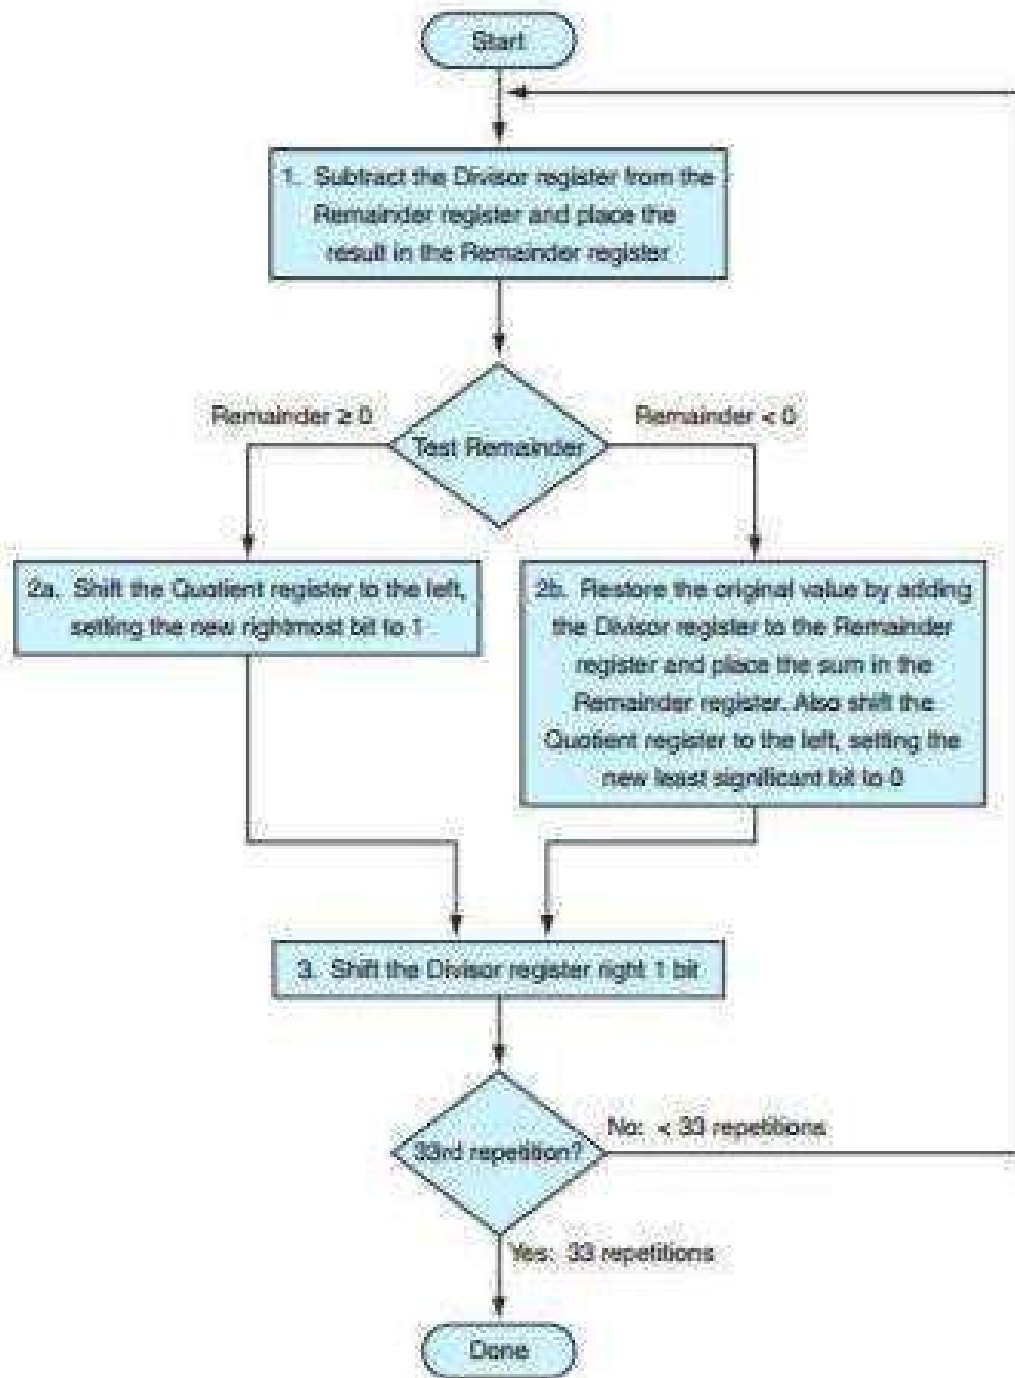 Start
1. Subtract the Divisor register from the
Remainder register and place the
result in the Remainder register
Test Remainder
Remainder ≥ 0
Remainder < 0
2a. Shift the Quotient register to the left,
setting the new rightmost bit to 1
2b. Restore the original value by adding
the Divisor register to the Remainder
register and place the sum in the
Remainder register. Also shift the
Quotient register to the left, setting the
new least significant bit to 0
3. Shift the Divisor register right 1 bit
33rd repetition?
No: < 33 repetitions
Yes: 33 repetitions
Done